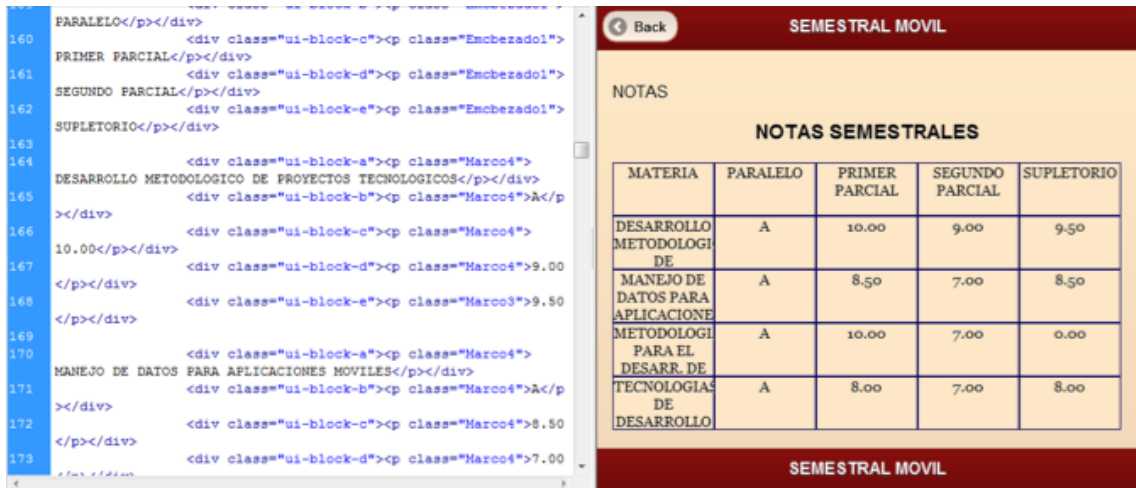 PARALELO</p></div>
160 <div class="ui-block-c"><p class="Emcbezado1">
PRIMER PARCIAL</p></div>
161 <div class="ui-block-d"><p class="Emcbezado1">
SEGUNDO PARCIAL</p></div>
162 <div class="ui-block-e"><p class="Emcbezado1">
SUPLETORIO</p></div>
163
164 <div class="ui-block-a"><p class="Marco4">
DESARROLLO METODOLOGICO DE PROYECTOS TECNOLOGICOS</p></div>
165 <div class="ui-block-b"><p class="Marco4">A</p
></div>
166 <div class="ui-block-c"><p class="Marco4">
10.00</p></div>
167 <div class="ui-block-d"><p class="Marco4">9.00
</p></div>
168 <div class="ui-block-e"><p class="Marco3">9.50
</p></div>
169
170 <div class="ui-block-a"><p class="Marco4">
MANEJO DE DATOS PARA APLICACIONES MOVILES</p></div>
171 <div class="ui-block-b"><p class="Marco4">A</p
></div>
172 <div class="ui-block-c"><p class="Marco4">8.50
</p></div>
173 <div class="ui-block-d"><p class="Marco4">7.00
Back
SEMESTRAL MOVIL
NOTAS
NOTAS SEMESTRALES
MATERIA PARALELO PRIMER SEGUNDO SUPLETORIO
PARCIAL PARCIAL
DESARROLLO A 10.00 9.00 9.50
METODOLOGI
DE
MANEJO DE A 8.50 7.00 8.50
DATOS PARA
APLICACIONE
METODOLOGI A 10.00 7.00 0.00
PARA EL
DESARR. DE
TECNOLOGIAS A 8.00 7.00 8.00
DE
DESARROLLO
SEMESTRAL MOVIL